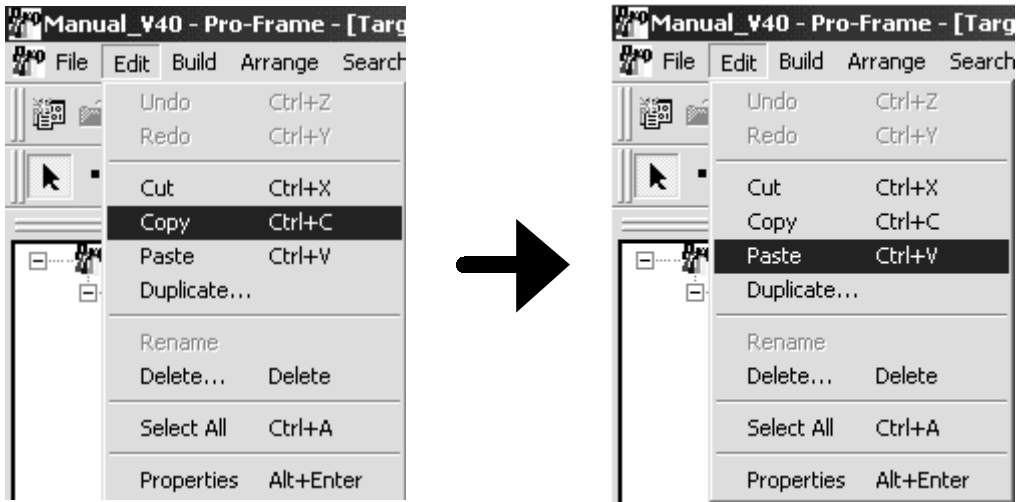 Manual_V40 - Pro-Frame - [Targ
File Edit Build Arrange Search
Undo Ctrl+Z
Redo Ctrl+Y
Cut Ctrl+X
Copy Ctrl+C
Paste Ctrl+V
Duplicate...
Rename
Delete... Delete
Select All Ctrl+A
Properties Alt+Enter
Manual_V40 - Pro-Frame - [Targ
File Edit Build Arrange Search
Undo Ctrl+Z
Redo Ctrl+Y
Cut Ctrl+X
Copy Ctrl+C
Paste Ctrl+V
Duplicate...
Rename
Delete... Delete
Select All Ctrl+A
Properties Alt+Enter